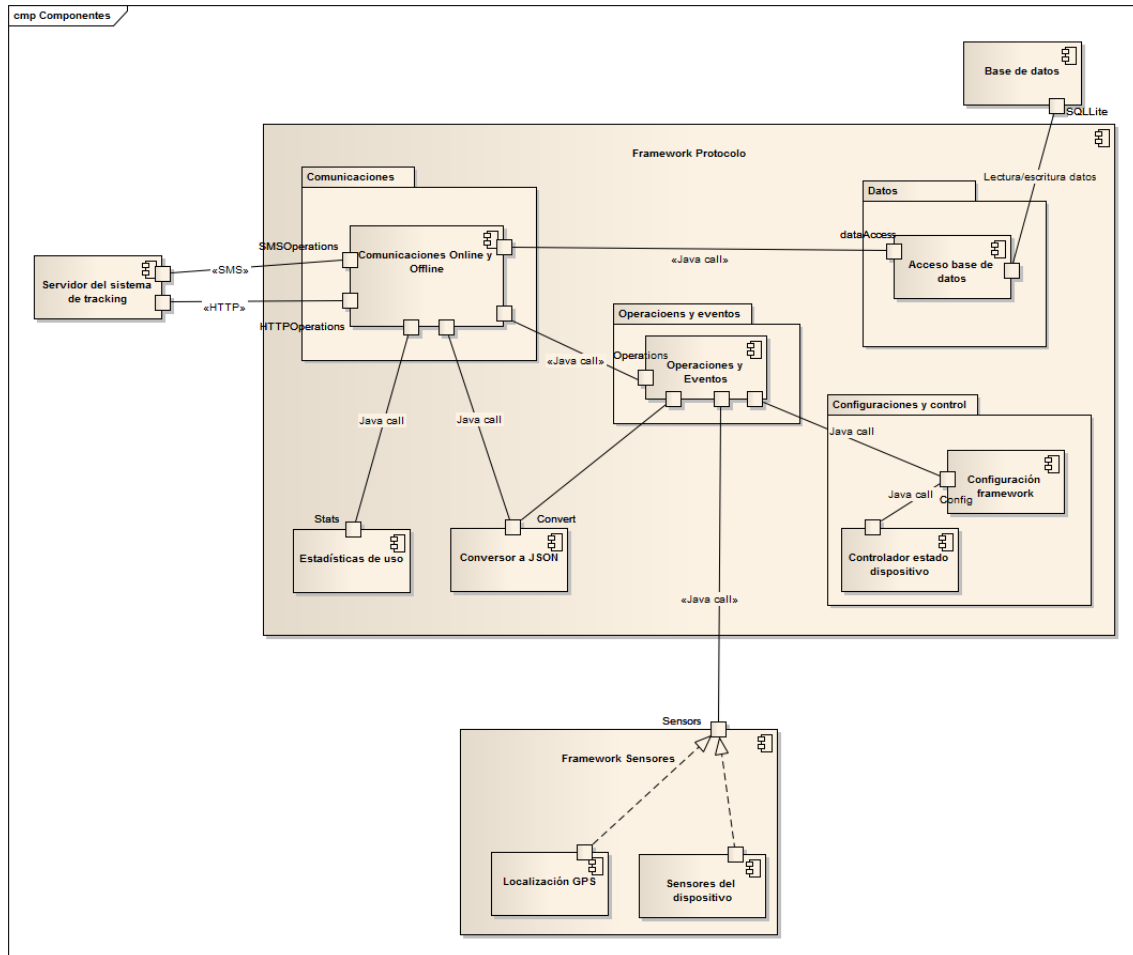 cmp Componentes
Base de datos
SQLLite
Framework Protocolo
Comunicaciones
Lectura/escritura datos
Datos
SMSOperations
Comunicaciones Online y
Offline
dataAccess
«Java call»
Acceso base de
datos
Servidor del sistema
de tracking
«SMS»
«HTTP»
HTTPOperations
Operacioens y eventos
Operations
Operaciones y
Eventos
«Java call»
Configuraciones y control
Java call
Java call
Java call
Configuración
framework
Java call
Config
Stats
Convert
Estadísticas de uso
Conversor a JSON
Controlador estado
dispositivo
«Java call»
Sensors
Framework Sensores
Localización GPS
Sensores del
dispositivo